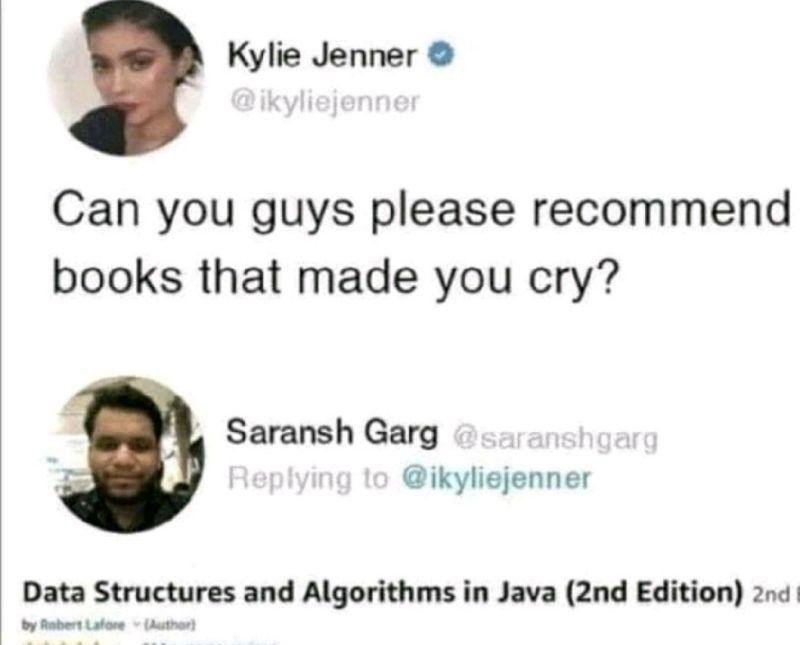 Kylie Jenner
@ikyliejenner
Can you guys please recommend
books that made you cry?
Saransh Garg @saranshgarg
Replying to @ikyliejenner
Data Structures and Algorithms in Java (2nd Edition) 2nd
by Robert Lafore (Author)